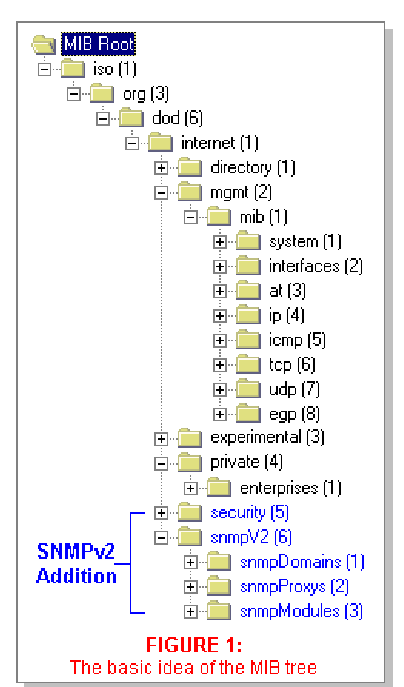 MIB Root
iso (1)
org (3)
dod (6)
internet (1)
directory (1)
mgmt (2)
mib (1)
system (1)
interfaces (2)
at (3)
ip (4)
icmp (5)
tcp (6)
udp (7)
egp (8)
experimental (3)
private (4)
enterprises (1)
security (5)
snmpV2 (6)
snmpDomains (1)
snmpProxys (2)
snmpModules (3)
SNMPv2
Addition
FIGURE 1:
The basic idea of the MIB tree